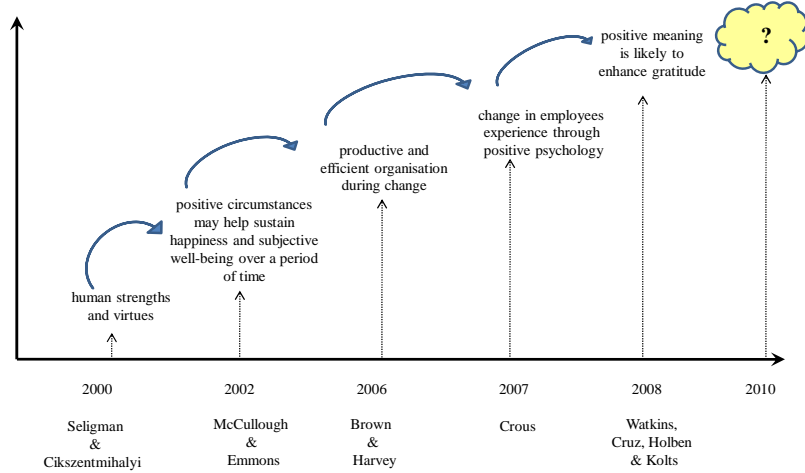 positive meaning
is likely to
enhance gratitude
?
change in employees
experience through
positive psychology
productive and
efficient organisation
during change
positive circumstances
may help sustain
happiness and subjective
well-being over a period
of time
human strengths
and virtues
2000
2002
2006
2007
2008
2010
Seligman
&
Cikszentmihalyi
McCullough
&
Emmons
Brown
&
Harvey
Crous
Watkins,
Cruz, Holben
& Kolts